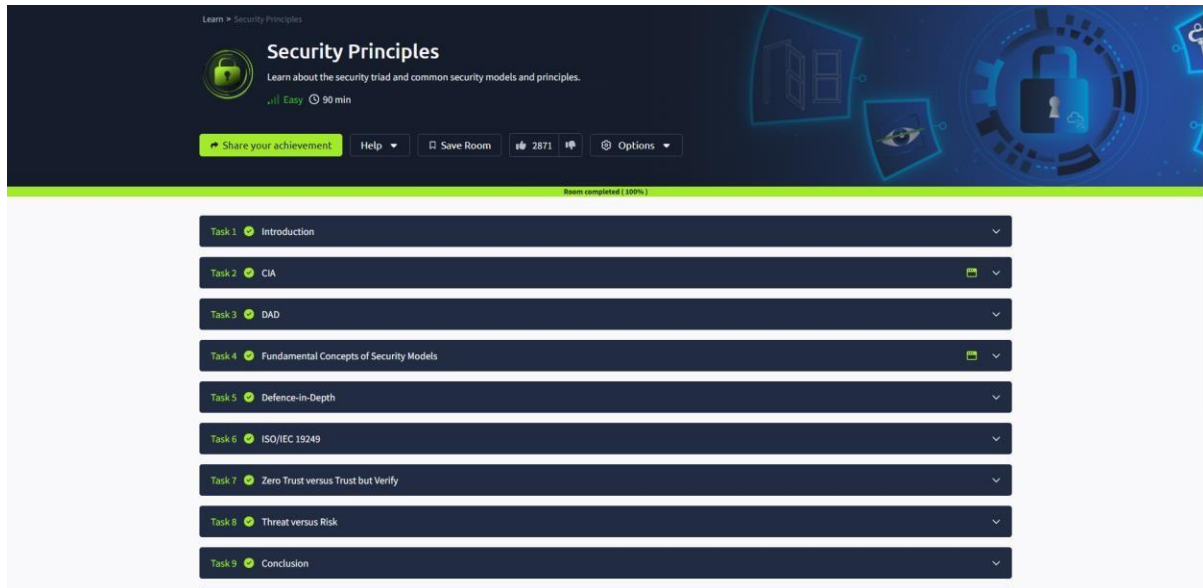 Learn > Security Principles
Security Principles
Learn about the security triad and common security models and principles.
Easy 90 min
Share your achievement Help Save Room 2871 Options
Room completed ( 100% )
Task 1 Introduction
Task 2 CIA
Task 3 DAD
Task 4 Fundamental Concepts of Security Models
Task 5 Defence-in-Depth
Task 6 ISO/IEC 19249
Task 7 Zero Trust versus Trust but Verify
Task 8 Threat versus Risk
Task 9 Conclusion